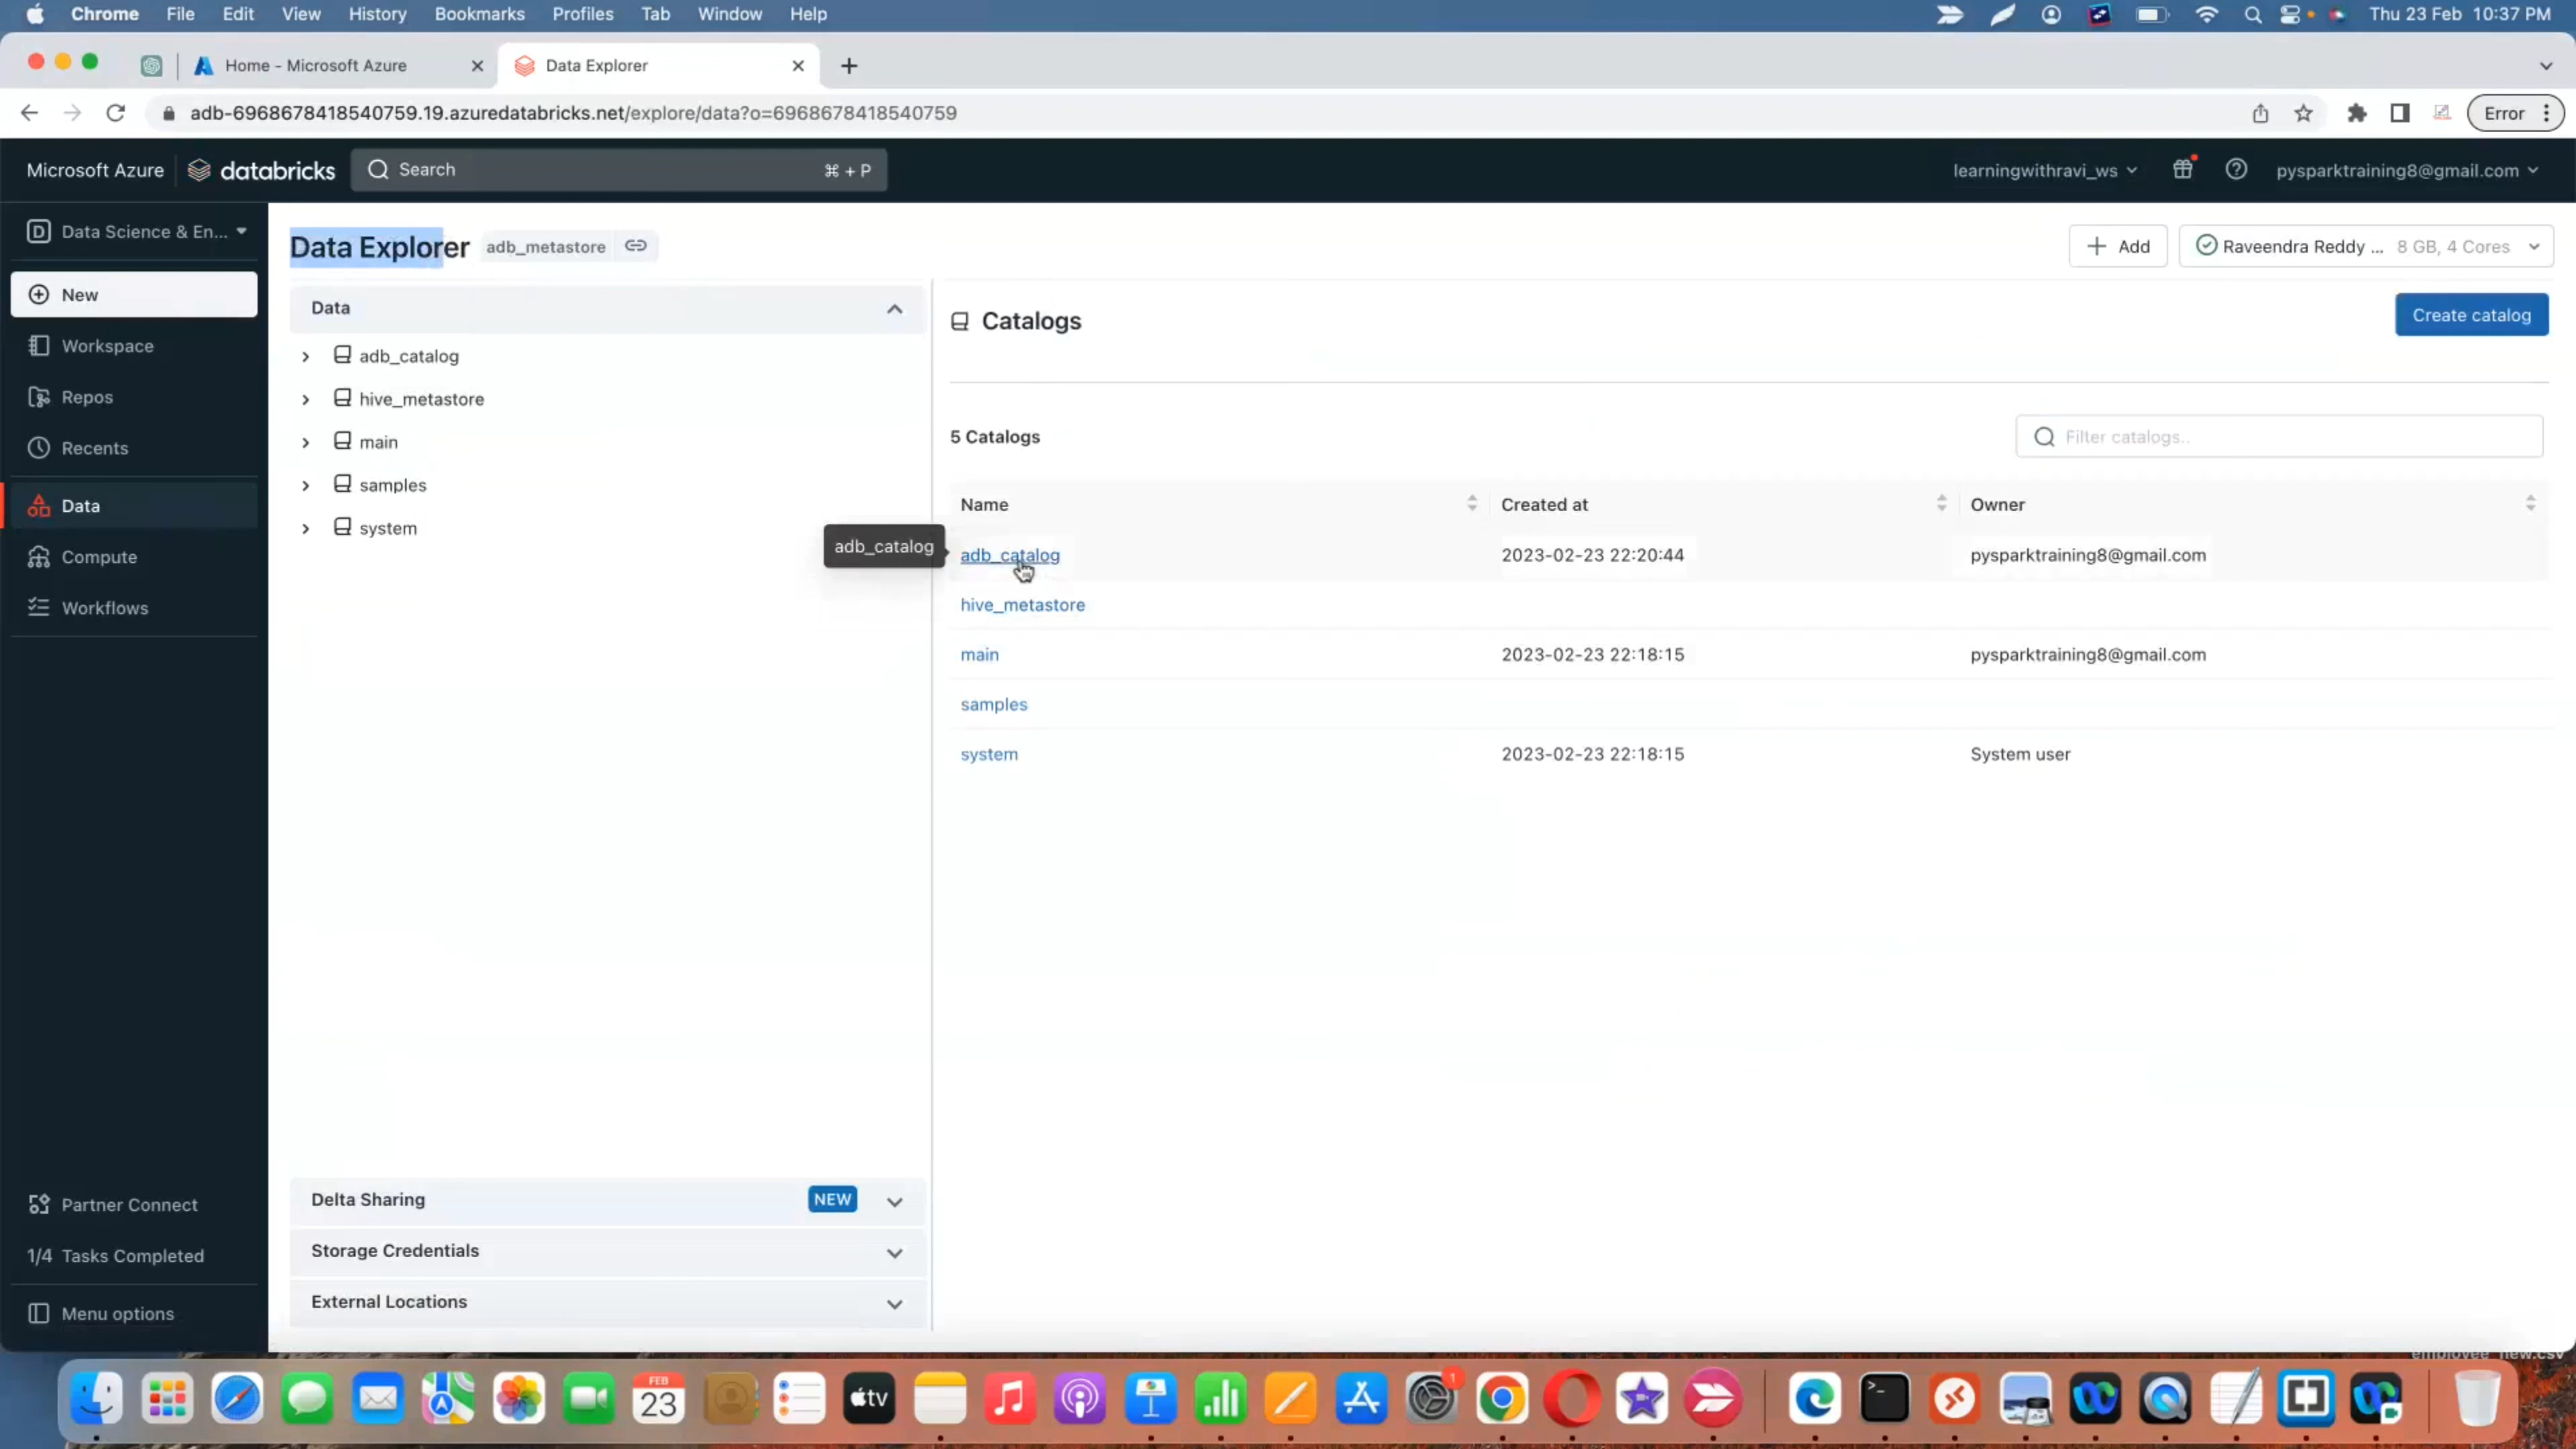 Chrome File Edit View History Bookmarks Profiles Tab Window Help Thu 23 Feb 10:37 PM
Home - Microsoft Azure Data Explorer
adb-6968678418540759.19.azuredatabricks.net/explore/data?o=6968678418540759 Error
Microsoft Azure databricks Search ⌘ + P learningwithravi_ws pysparktraining8@gmail.com
Data Science & En...
Data Explorer adb_metastore + Add Raveendra Reddy ... 8 GB, 4 Cores
New
Workspace
Repos
Recents
Data
Compute
Workflows
Partner Connect
1/4 Tasks Completed
Menu options
Data
adb_catalog
hive_metastore
main
samples
system
Delta Sharing NEW
Storage Credentials
External Locations
Catalogs Create catalog
5 Catalogs Filter catalogs..
Name Created at Owner
adb_catalog adb_catalog 2023-02-23 22:20:44 pysparktraining8@gmail.com
hive_metastore
main 2023-02-23 22:18:15 pysparktraining8@gmail.com
samples
system 2023-02-23 22:18:15 System user
employee_new.csv
1
tv
FEB
23
>_